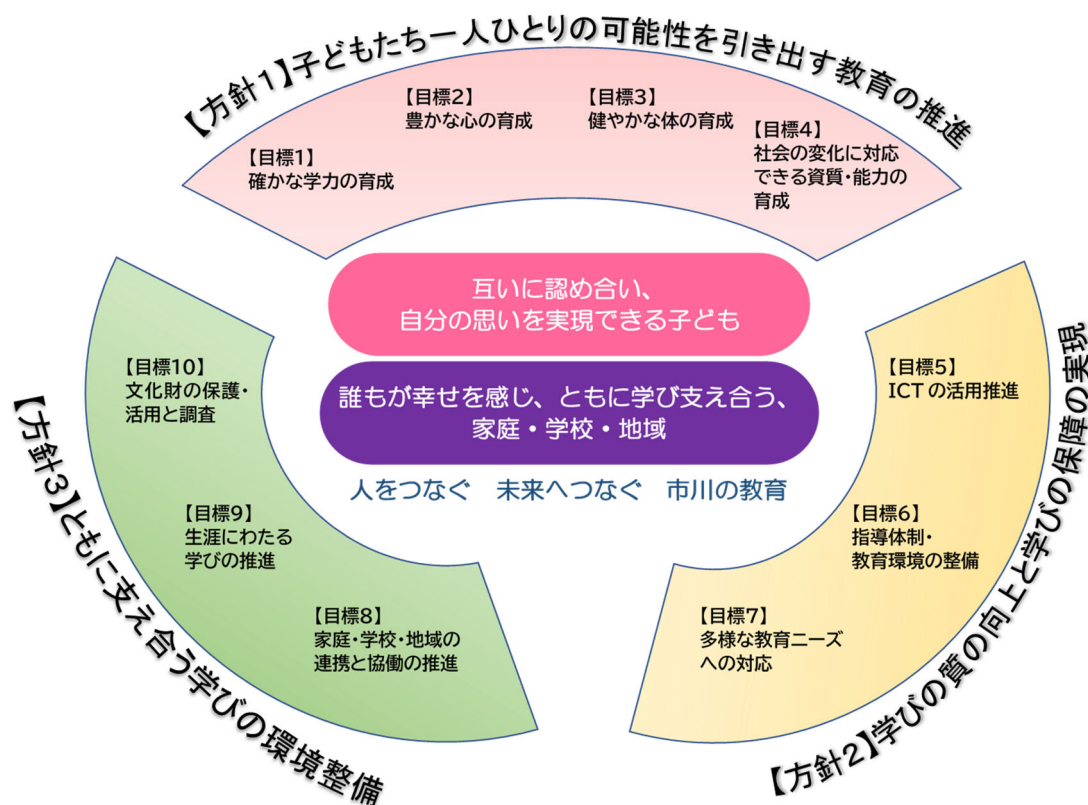 【方針1】子どもたち一人ひとりの可能性を引き出す教育の推進
【目標1】
確かな学力の育成
【目標2】
豊かな心の育成
【目標3】
健やかな体の育成
【目標4】
社会の変化に対応
できる資質・能力の
育成
互いに認め合い、
自分の思いを実現できる子ども
誰もが幸せを感じ、ともに学び支え合う、
家庭・学校・地域
人をつなぐ 未来へつなぐ 市川の教育
【方針2】学びの質の向上と学びの保障の実現
【目標5】
ICTの活用推進
【目標6】
指導体制・
教育環境の整備
【目標7】
多様な教育ニーズ
への対応
【方針3】ともに支え合う学びの環境整備
【目標8】
家庭・学校・地域の
連携と協働の推進
【目標9】
生涯にわたる
学びの推進
【目標10】
文化財の保護・
活用と調査